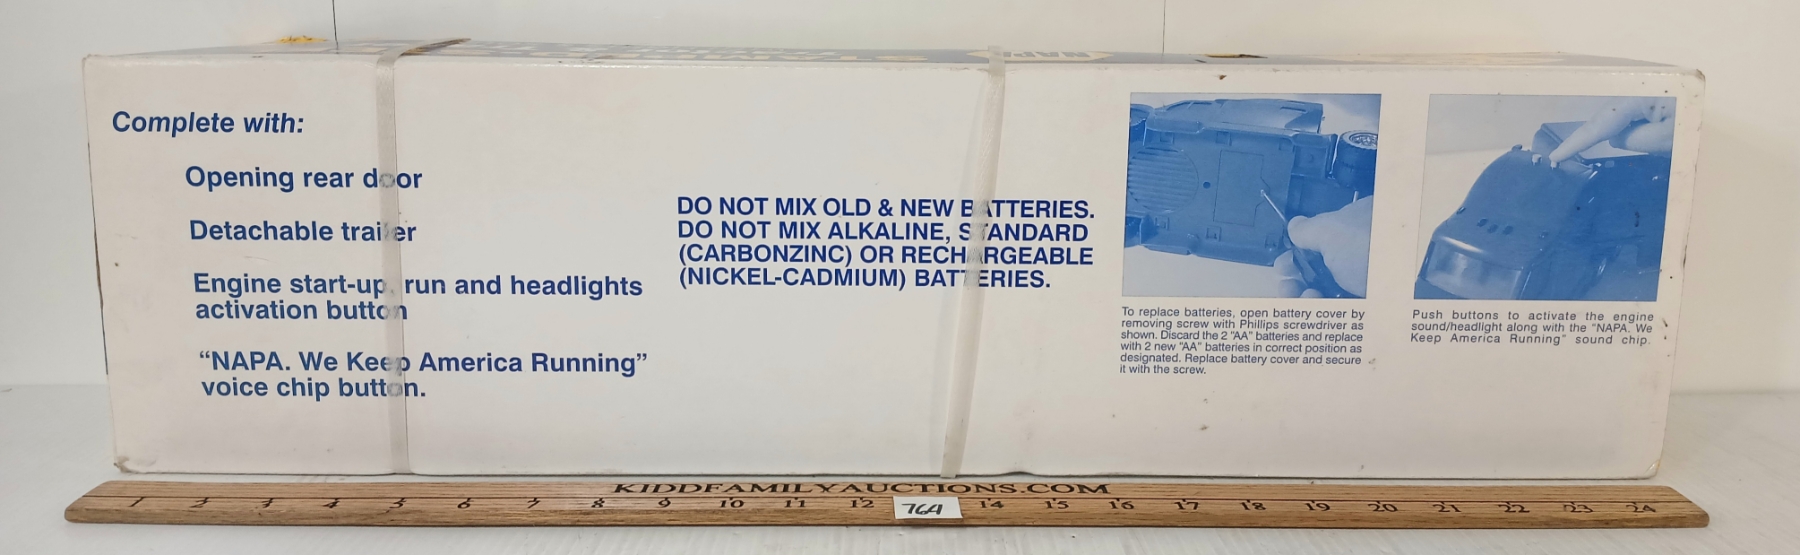 NAPA
Complete with:
Opening rear door
Detachable trailer
Engine start-up, run and headlights
activation button
"NAPA. We Keep America Running"
voice chip button.
DO NOT MIX OLD & NEW BATTERIES.
DO NOT MIX ALKALINE, STANDARD
(CARBONZINC) OR RECHARGEABLE
(NICKEL-CADMIUM) BATTERIES.
To replace batteries, open battery cover by
removing screw with Phillips screwdriver as
shown. Discard the 2 "AA" batteries and replace
with 2 new "AA" batteries in correct position as
designated. Replace battery cover and secure
it with the screw.
Push buttons to activate the engine
sound/headlight along with the "NAPA. We
Keep America Running" sound chip.
KIDDFAMILYAUCTIONS.COM
1 2 3 4 5 6 7 8 9 10 11 12 764 14 15 16 17 18 19 20 21 22 23 24